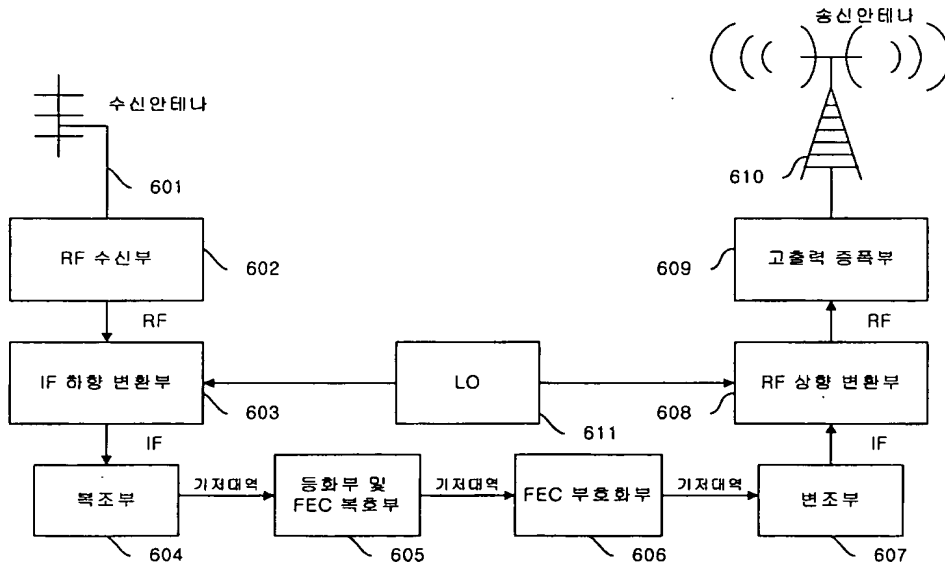 송신안테나
수신안테나
601
610
RF 수신부
602
609
고출력 증폭부
RF
RF
IF 하향 변환부
603
LO
611
608
RF 상향 변환부
IF
IF
복조부
604
기저대역
등화부 및
FEC 복호부
605
기저대역
FEC 부호화부
606
기저대역
변조부
607